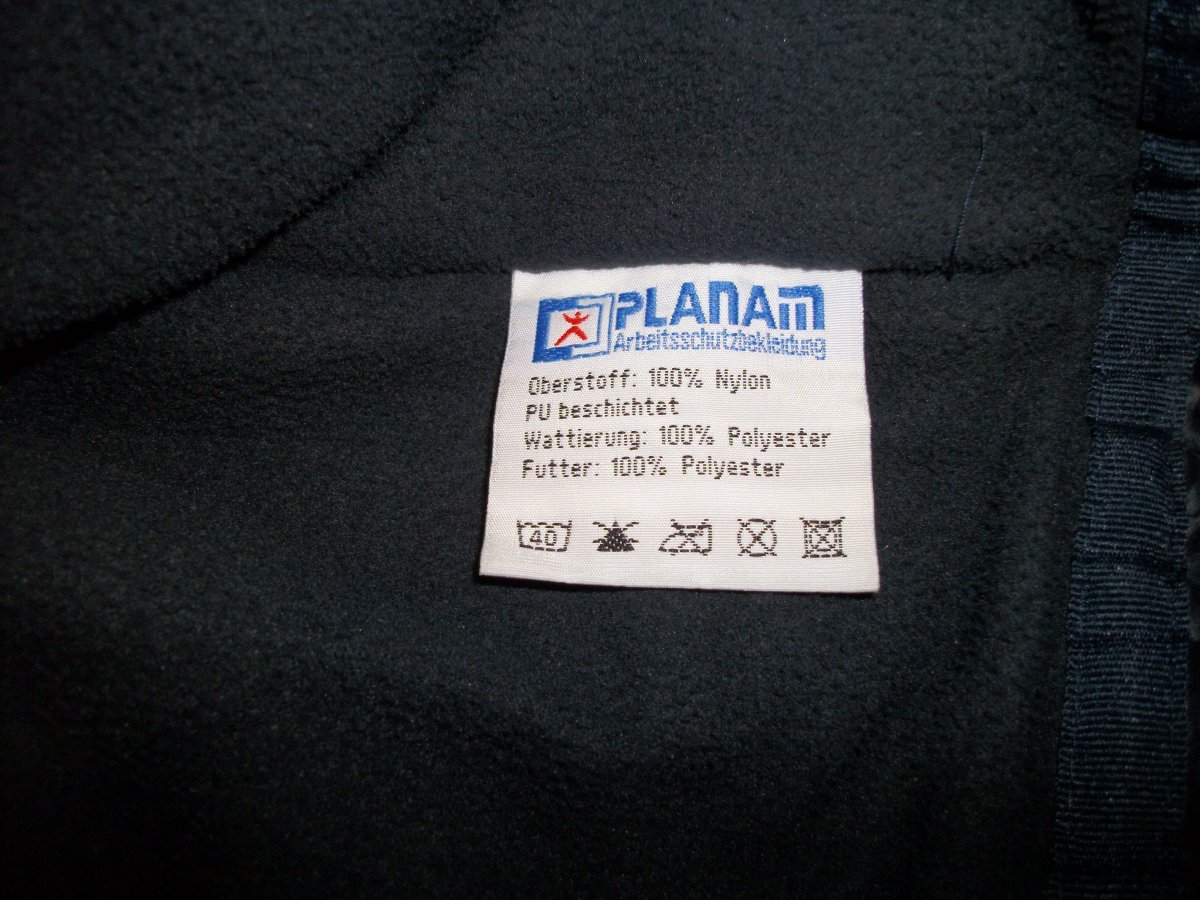 PLANAM
Arbeitsschutzbekleidung
Oberstoff: 100% Nylon
PU beschichtet
Wattierung: 100% Polyester
Futter: 100% Polyester
40